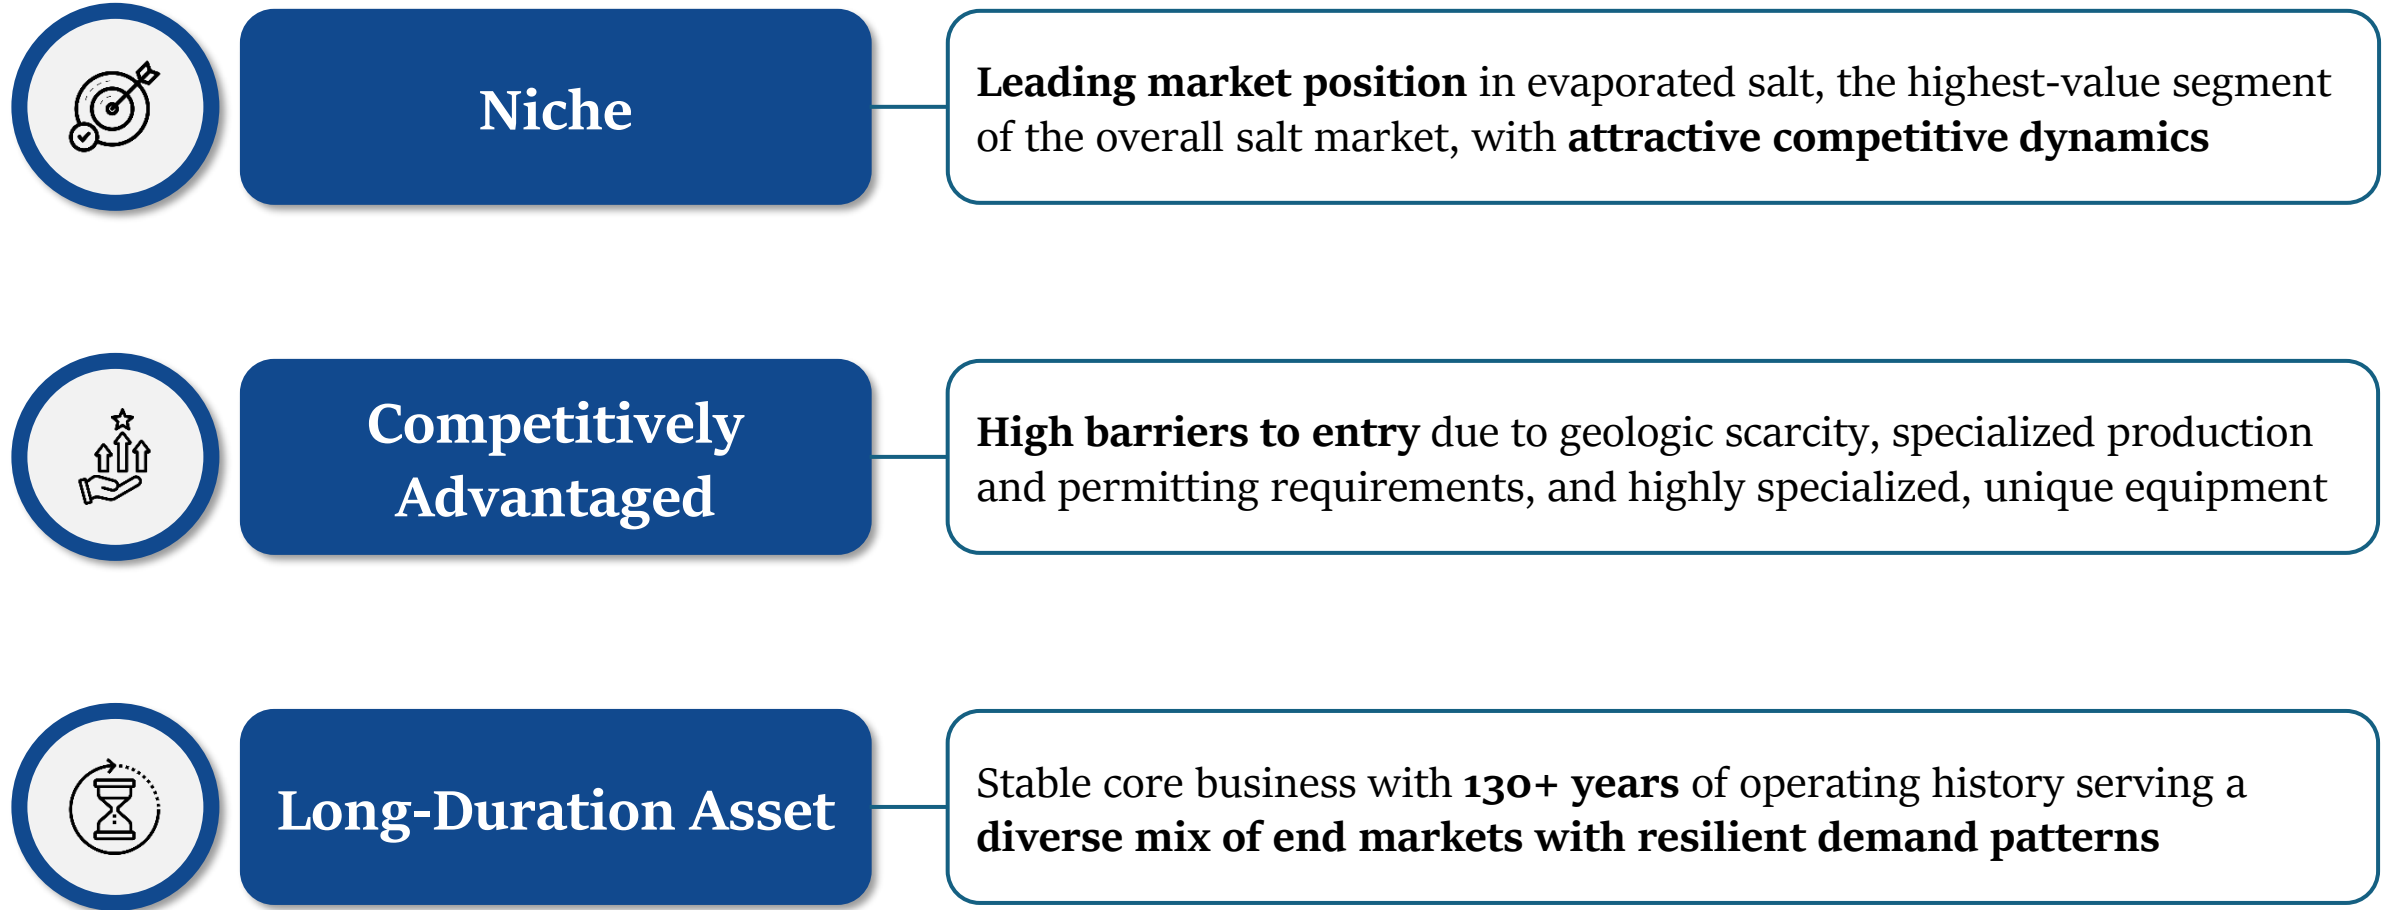 Niche
Leading market position in evaporated salt, the highest-value segment
of the overall salt market, with attractive competitive dynamics
Competitively
Advantaged
High barriers to entry due to geologic scarcity, specialized production
and permitting requirements, and highly specialized, unique equipment
Long-Duration Asset
Stable core business with 130+ years of operating history serving a
diverse mix of end markets with resilient demand patterns